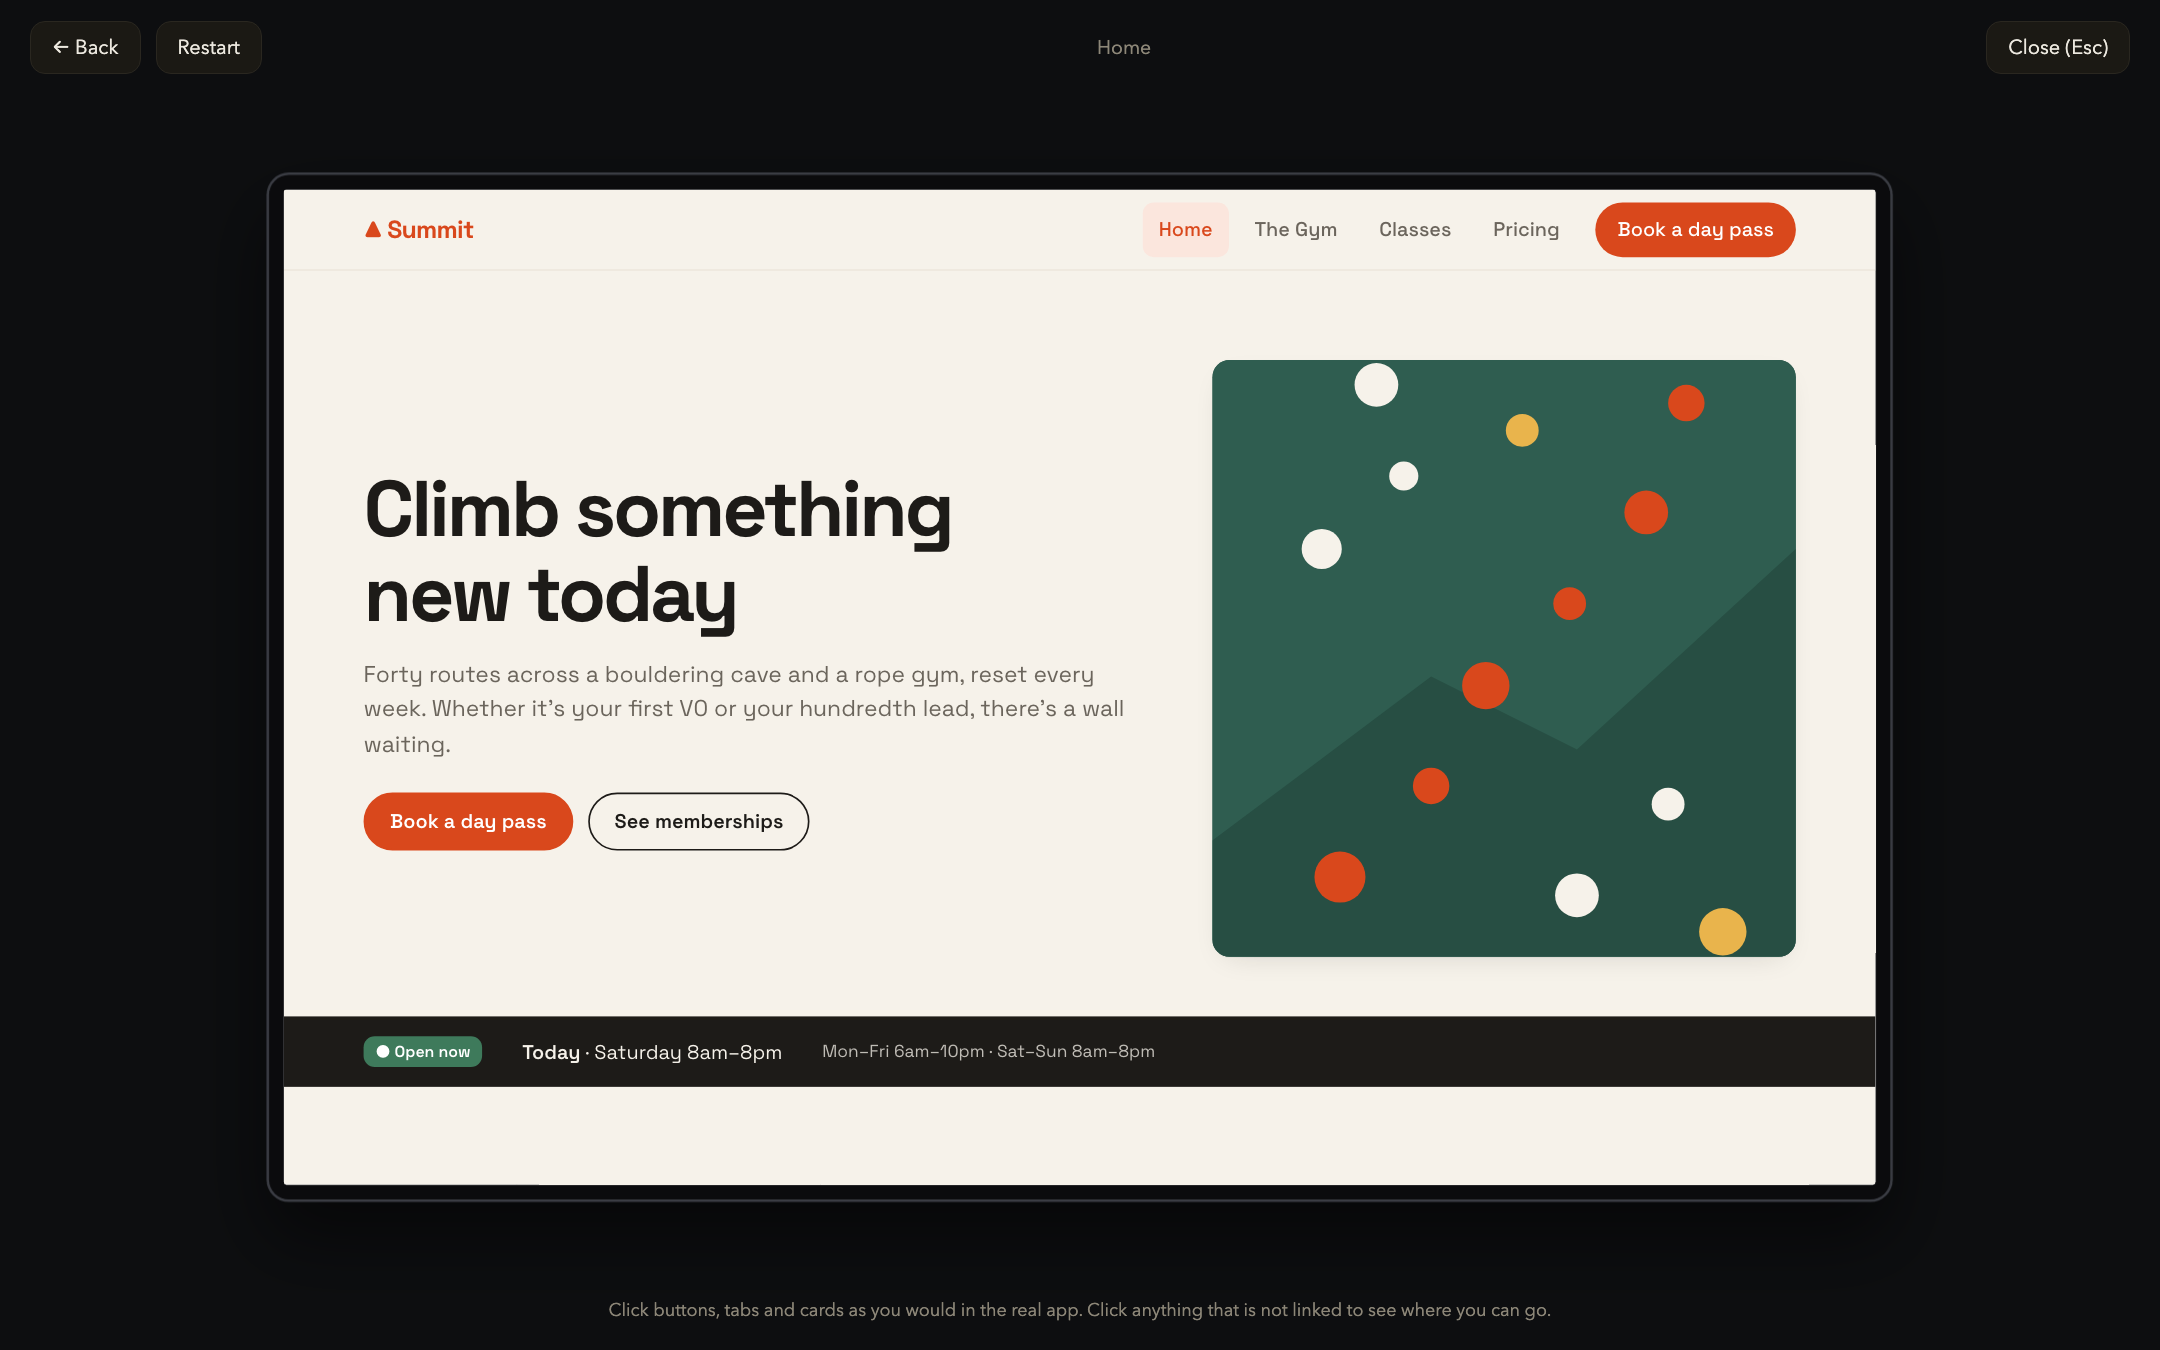 ← Back
Restart
Home
Close (Esc)
Summit
Home
The Gym
Classes
Pricing
Book a day pass
Climb something
new today
Forty routes across a bouldering cave and a rope gym, reset every
week. Whether it’s your first V0 or your hundredth lead, there’s a wall
waiting.
Book a day pass
See memberships
Open now
Today · Saturday 8am–8pm
Mon–Fri 6am–10pm · Sat–Sun 8am–8pm
Click buttons, tabs and cards as you would in the real app. Click anything that is not linked to see where you can go.